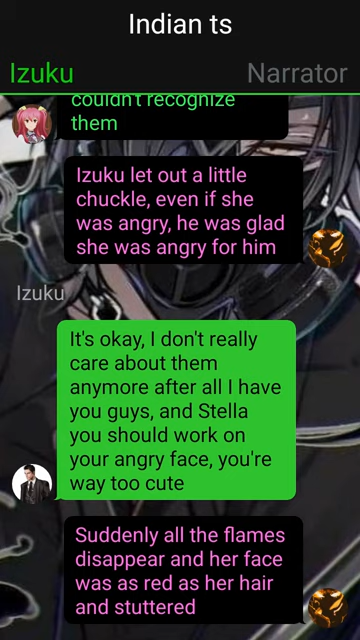 Indian ts
Izuku
Narrator
couldn't recognize
them
Izuku let out a little
chuckle, even if she
was angry, he was glad
she was angry for him
Izuku
It's okay, I don't really
care about them
anymore after all I have
you guys, and Stella
you should work on
your angry face, you're
way too cute
Suddenly all the flames
disappear and her face
was as red as her hair
and stuttered